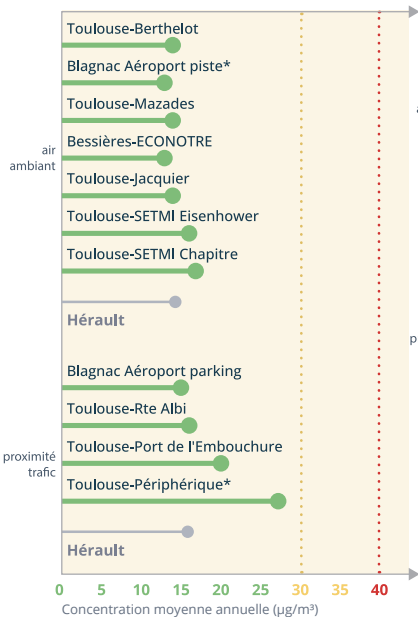 Toulouse-Berthelot
Blagnac Aéroport piste*
Toulouse-Mazades
Bessières-ECONOTRE
air
ambiant
Toulouse-Jacquier
Toulouse-SETMI Eisenhower
Toulouse-SETMI Chapitre
Hérault
Blagnac Aéroport parking
Toulouse-Rte Albi
Toulouse-Port de l'Embouchure
proximité
trafic
Toulouse-Périphérique*
Hérault
0 5 10 15 20 25 30 35 40
Concentration moyenne annuelle (µg/m³)